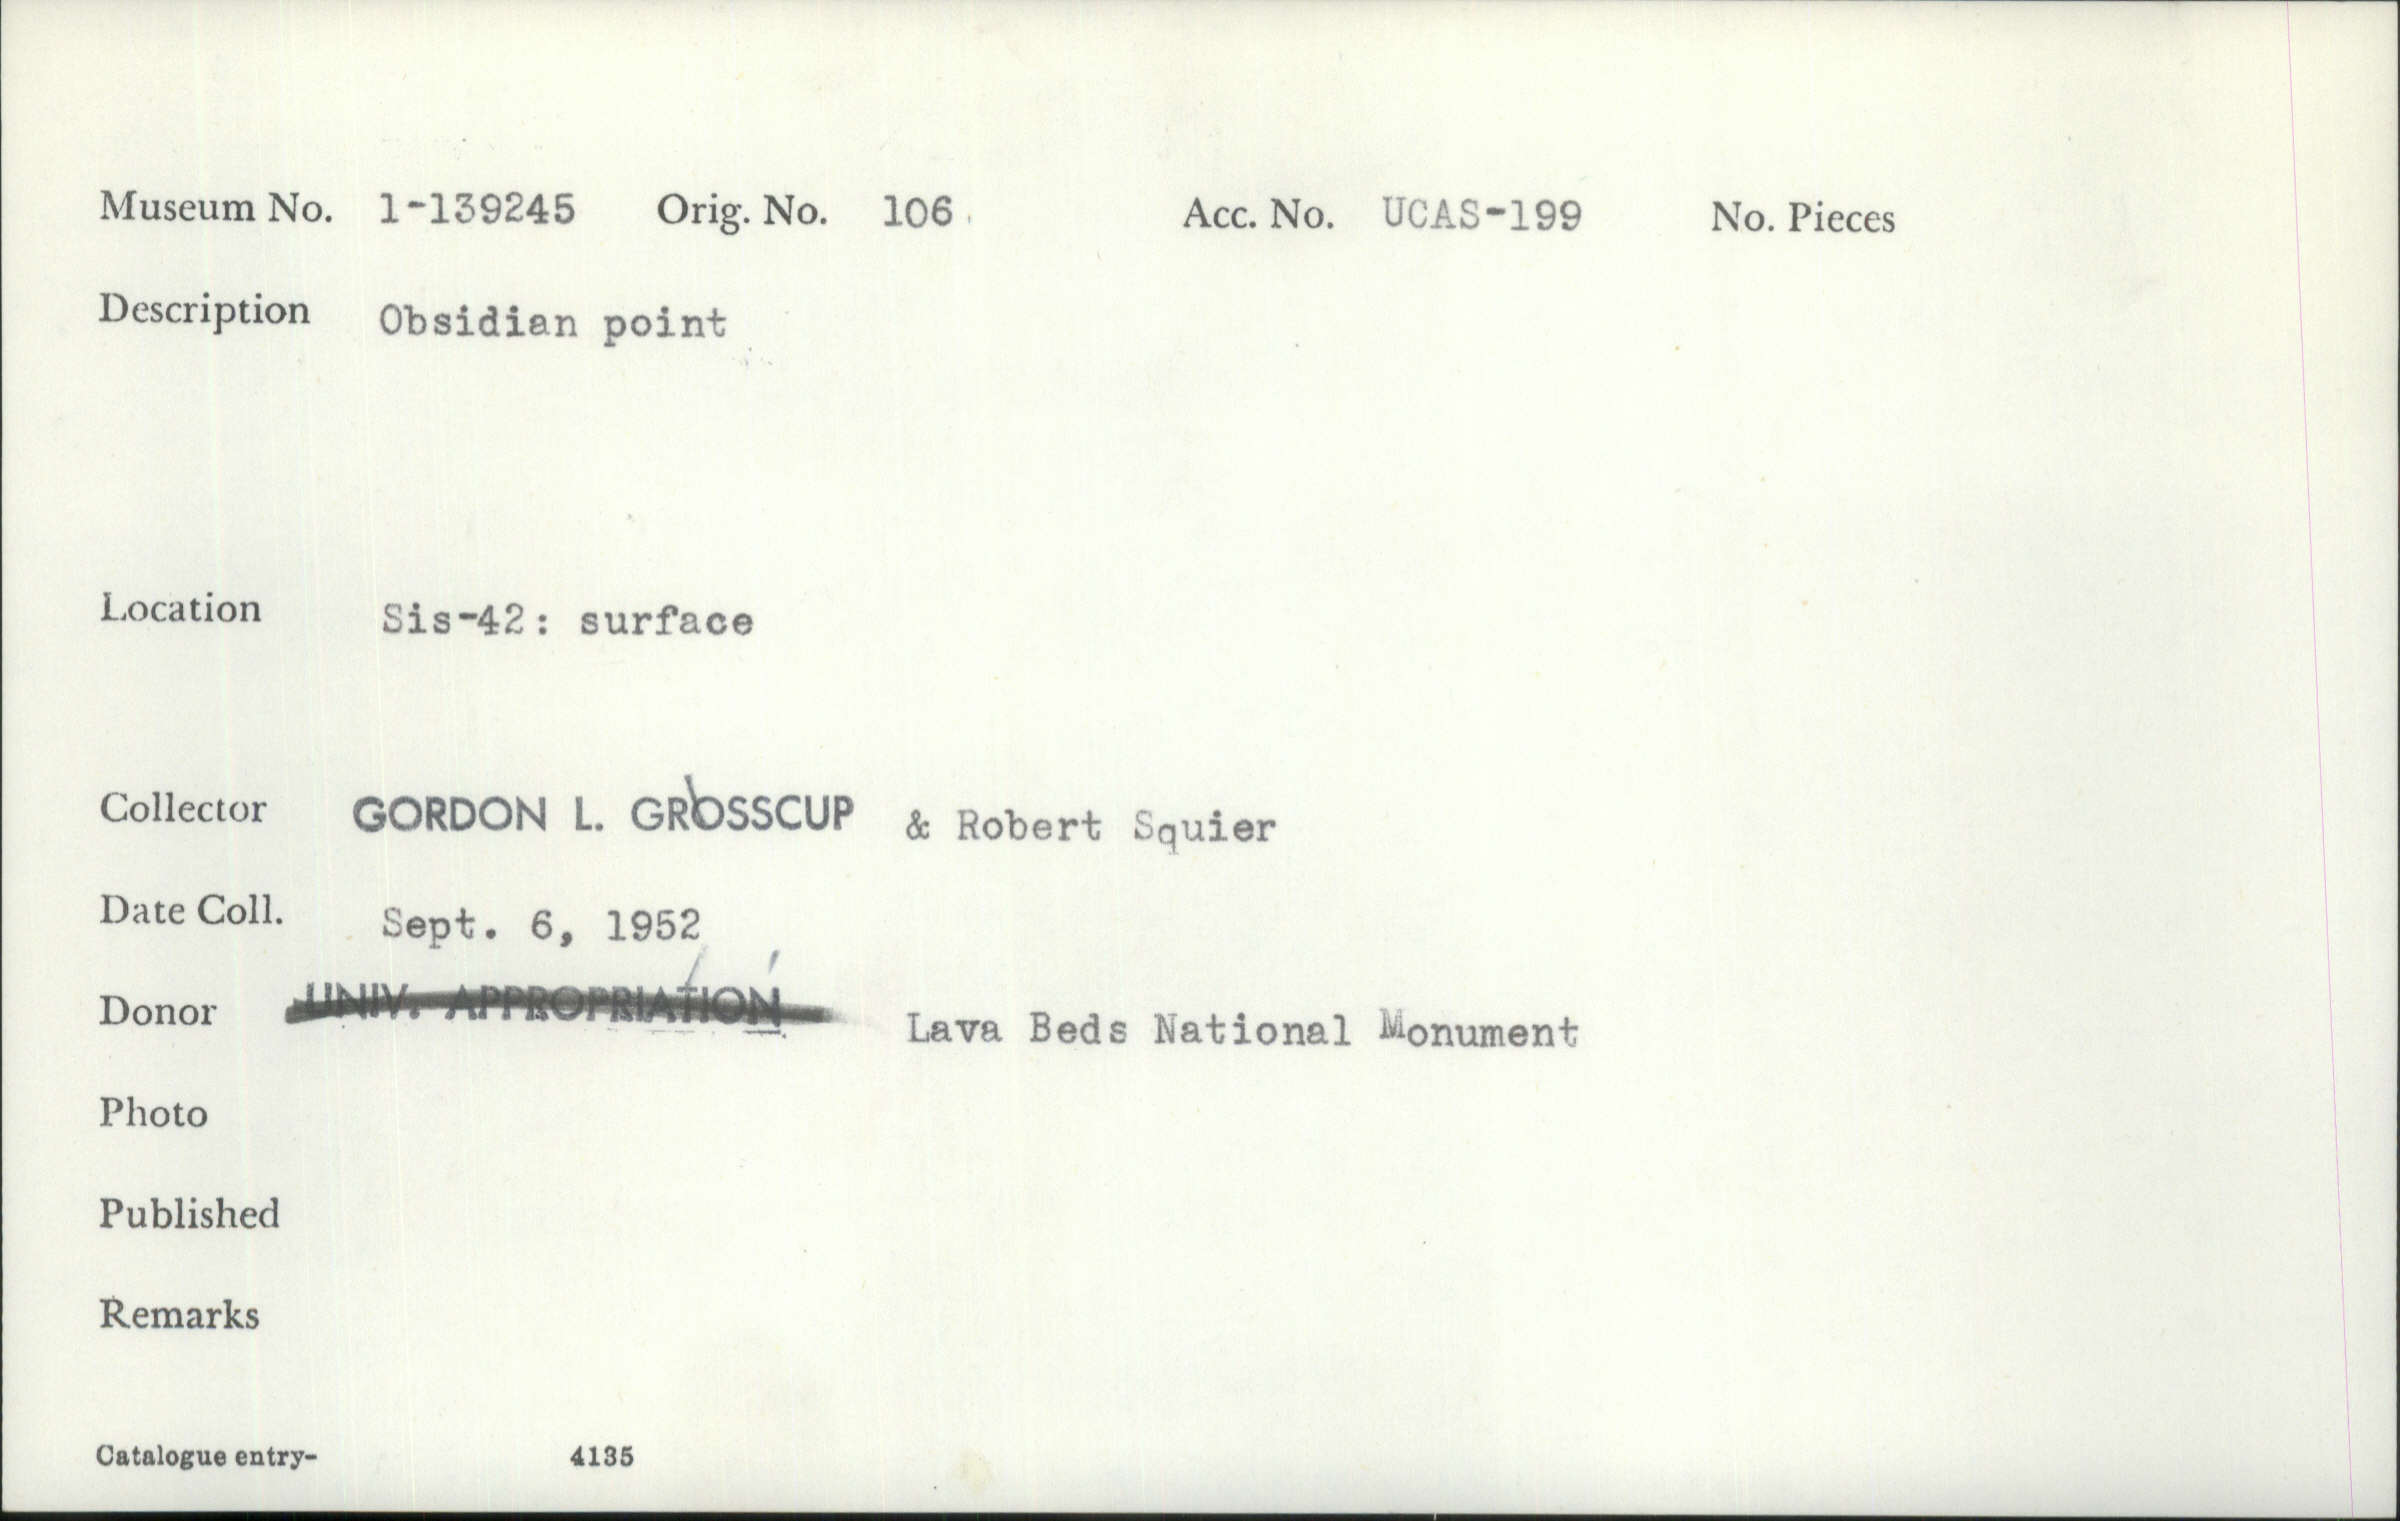 Museum No. 1-139245 Orig. No. 106 Acc. No. UCAS-199 No. Pieces
Description Obsidian point
Location Sis-42: surface
Collector GORDON L. GROSSCUP & Robert Squier
Date Coll. Sept. 6, 1952
Donor UNIV. APPROPRIATION Lava Beds National Monument
Photo
Published
Remarks
Catalogue entry- 4135